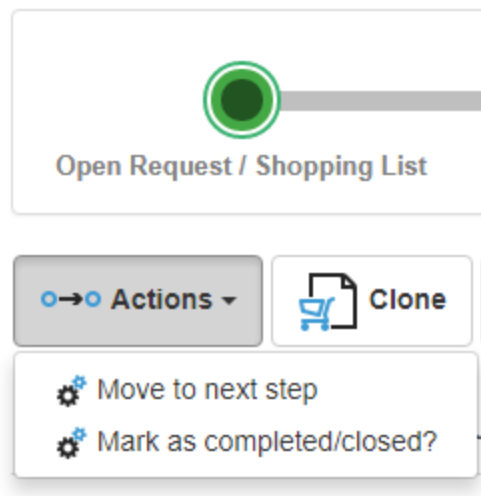 Open Request / Shopping List
Actions
Clone
Move to next step
Mark as completed/closed?